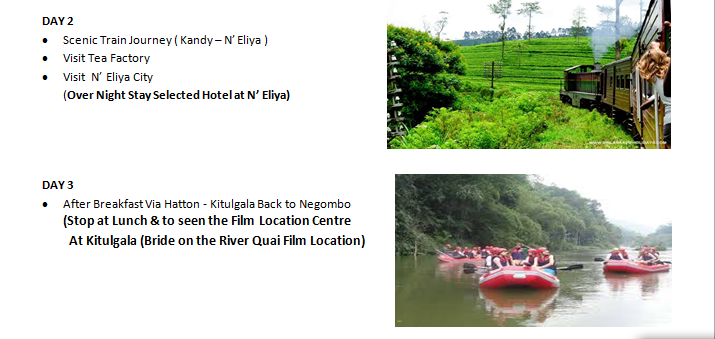 DAY 2
• Scenic Train Journey ( Kandy – N’ Eliya )
• Visit Tea Factory
• Visit N’ Eliya City
(Over Night Stay Selected Hotel at N’ Eliya)
DAY 3
• After Breakfast Via Hatton - Kitulgala Back to Negombo
(Stop at Lunch & to seen the Film Location Centre
At Kitulgala (Bride on the River Quai Film Location)